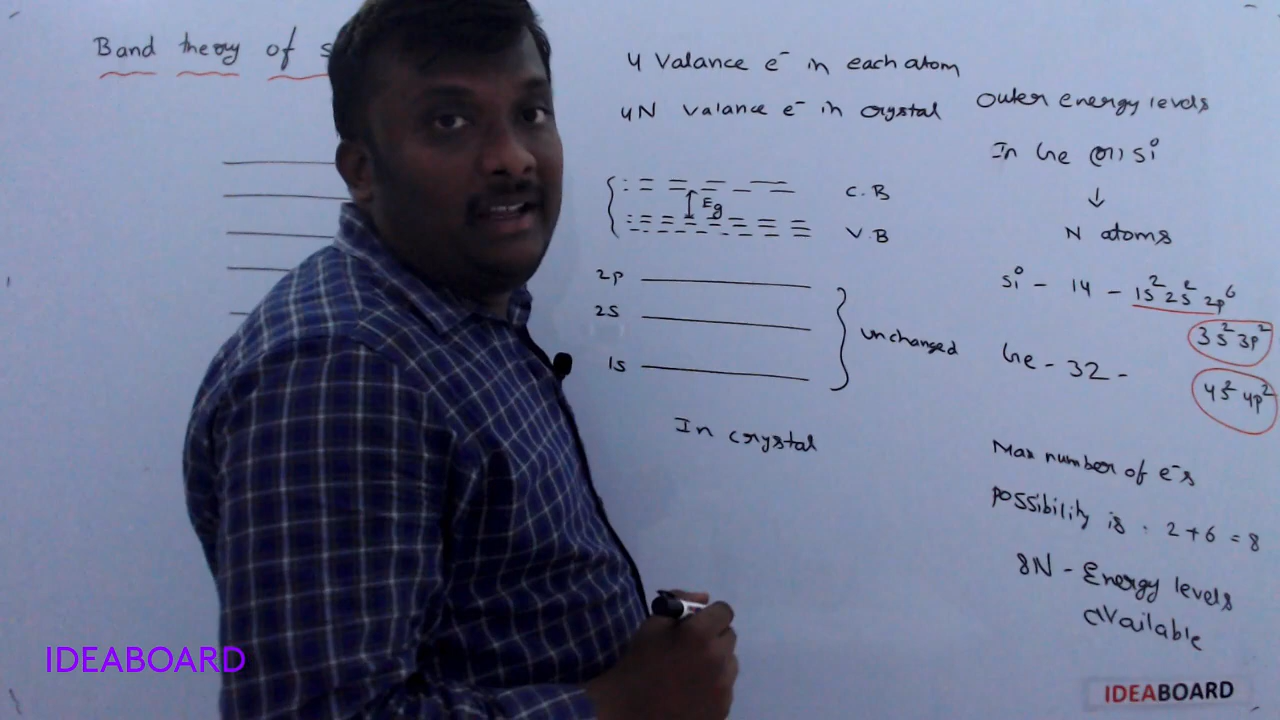 Band theory of s
4 Valance e⁻ in each atom
4N Valance e⁻ in crystal
C.B
Eg
V.B
2p
2s
1s
unchanged
In crystal
Outer energy levels
In Ge (or) Si
↓
N atoms
Si - 14 - 1s² 2s² 2p⁶
3s² 3p²
Ge - 32 -
4s² 4p²
Max number of e⁻s
possibility is . 2+6 = 8
8N - Energy levels
available
IDEABOARD
IDEABOARD